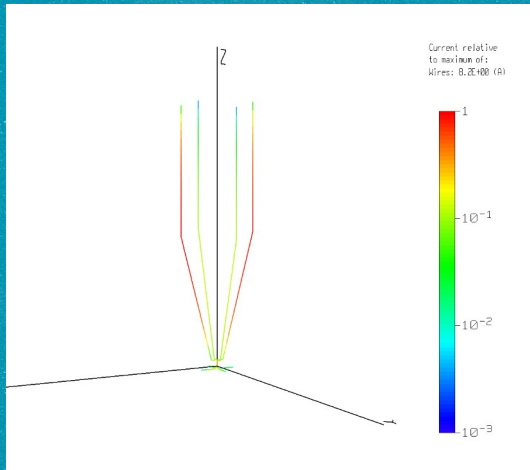 Current relative
to maximum of:
Wires: 8.2E+00 (A)
Z
1
10⁻¹
10⁻²
10⁻³
Y